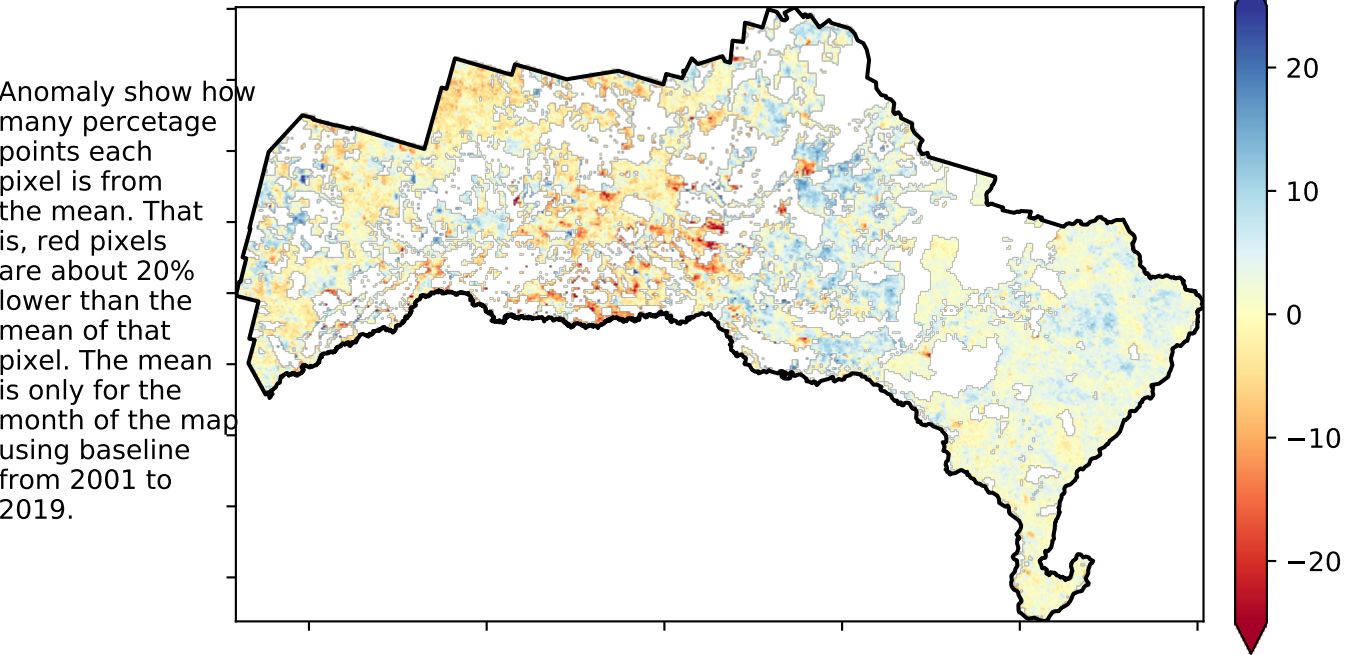 Anomaly show how
many percetage
points each
pixel is from
the mean. That
is, red pixels
are about 20%
lower than the
mean of that
pixel. The mean
is only for the
month of the map
using baseline
from 2001 to
2019.
20
10
0
−10
−20